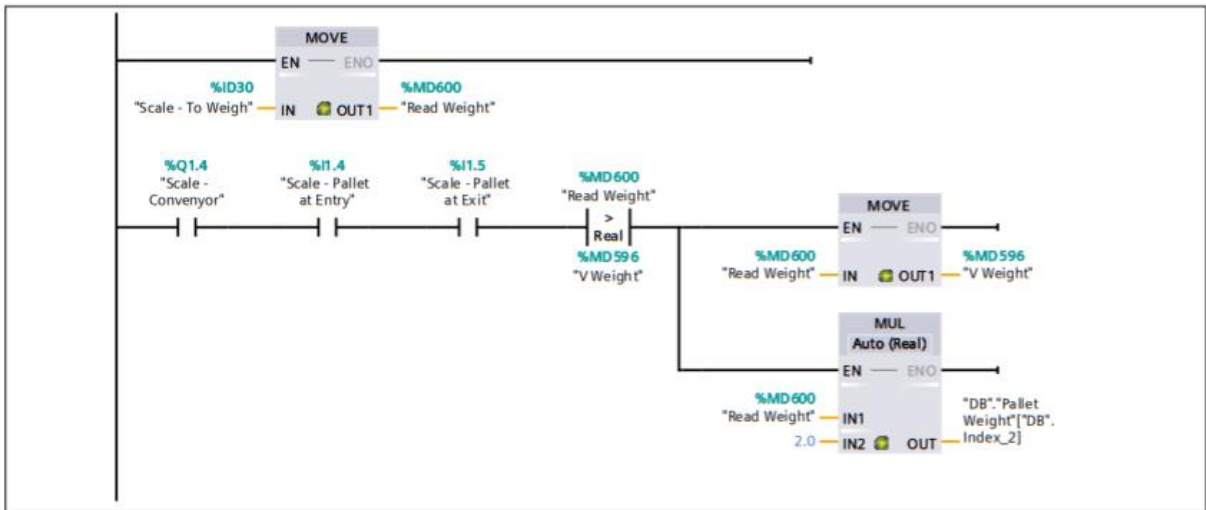 MOVE
EN ENO
%ID30
"Scale - To Weigh" IN OUT1
%MD600
"Read Weight"
%Q1.4
"Scale -
Convenyor"
%I1.4
"Scale - Pallet
at Entry"
%I1.5
"Scale - Pallet
at Exit"
%MD600
"Read Weight"
>
Real
%MD596
"V Weight"
MOVE
EN ENO
%MD600
"Read Weight" IN OUT1
%MD596
"V Weight"
MUL
Auto (Real)
EN ENO
%MD600
"Read Weight" IN1
2.0 IN2 OUT
"DB"."Pallet
Weight"["DB".
Index_2]